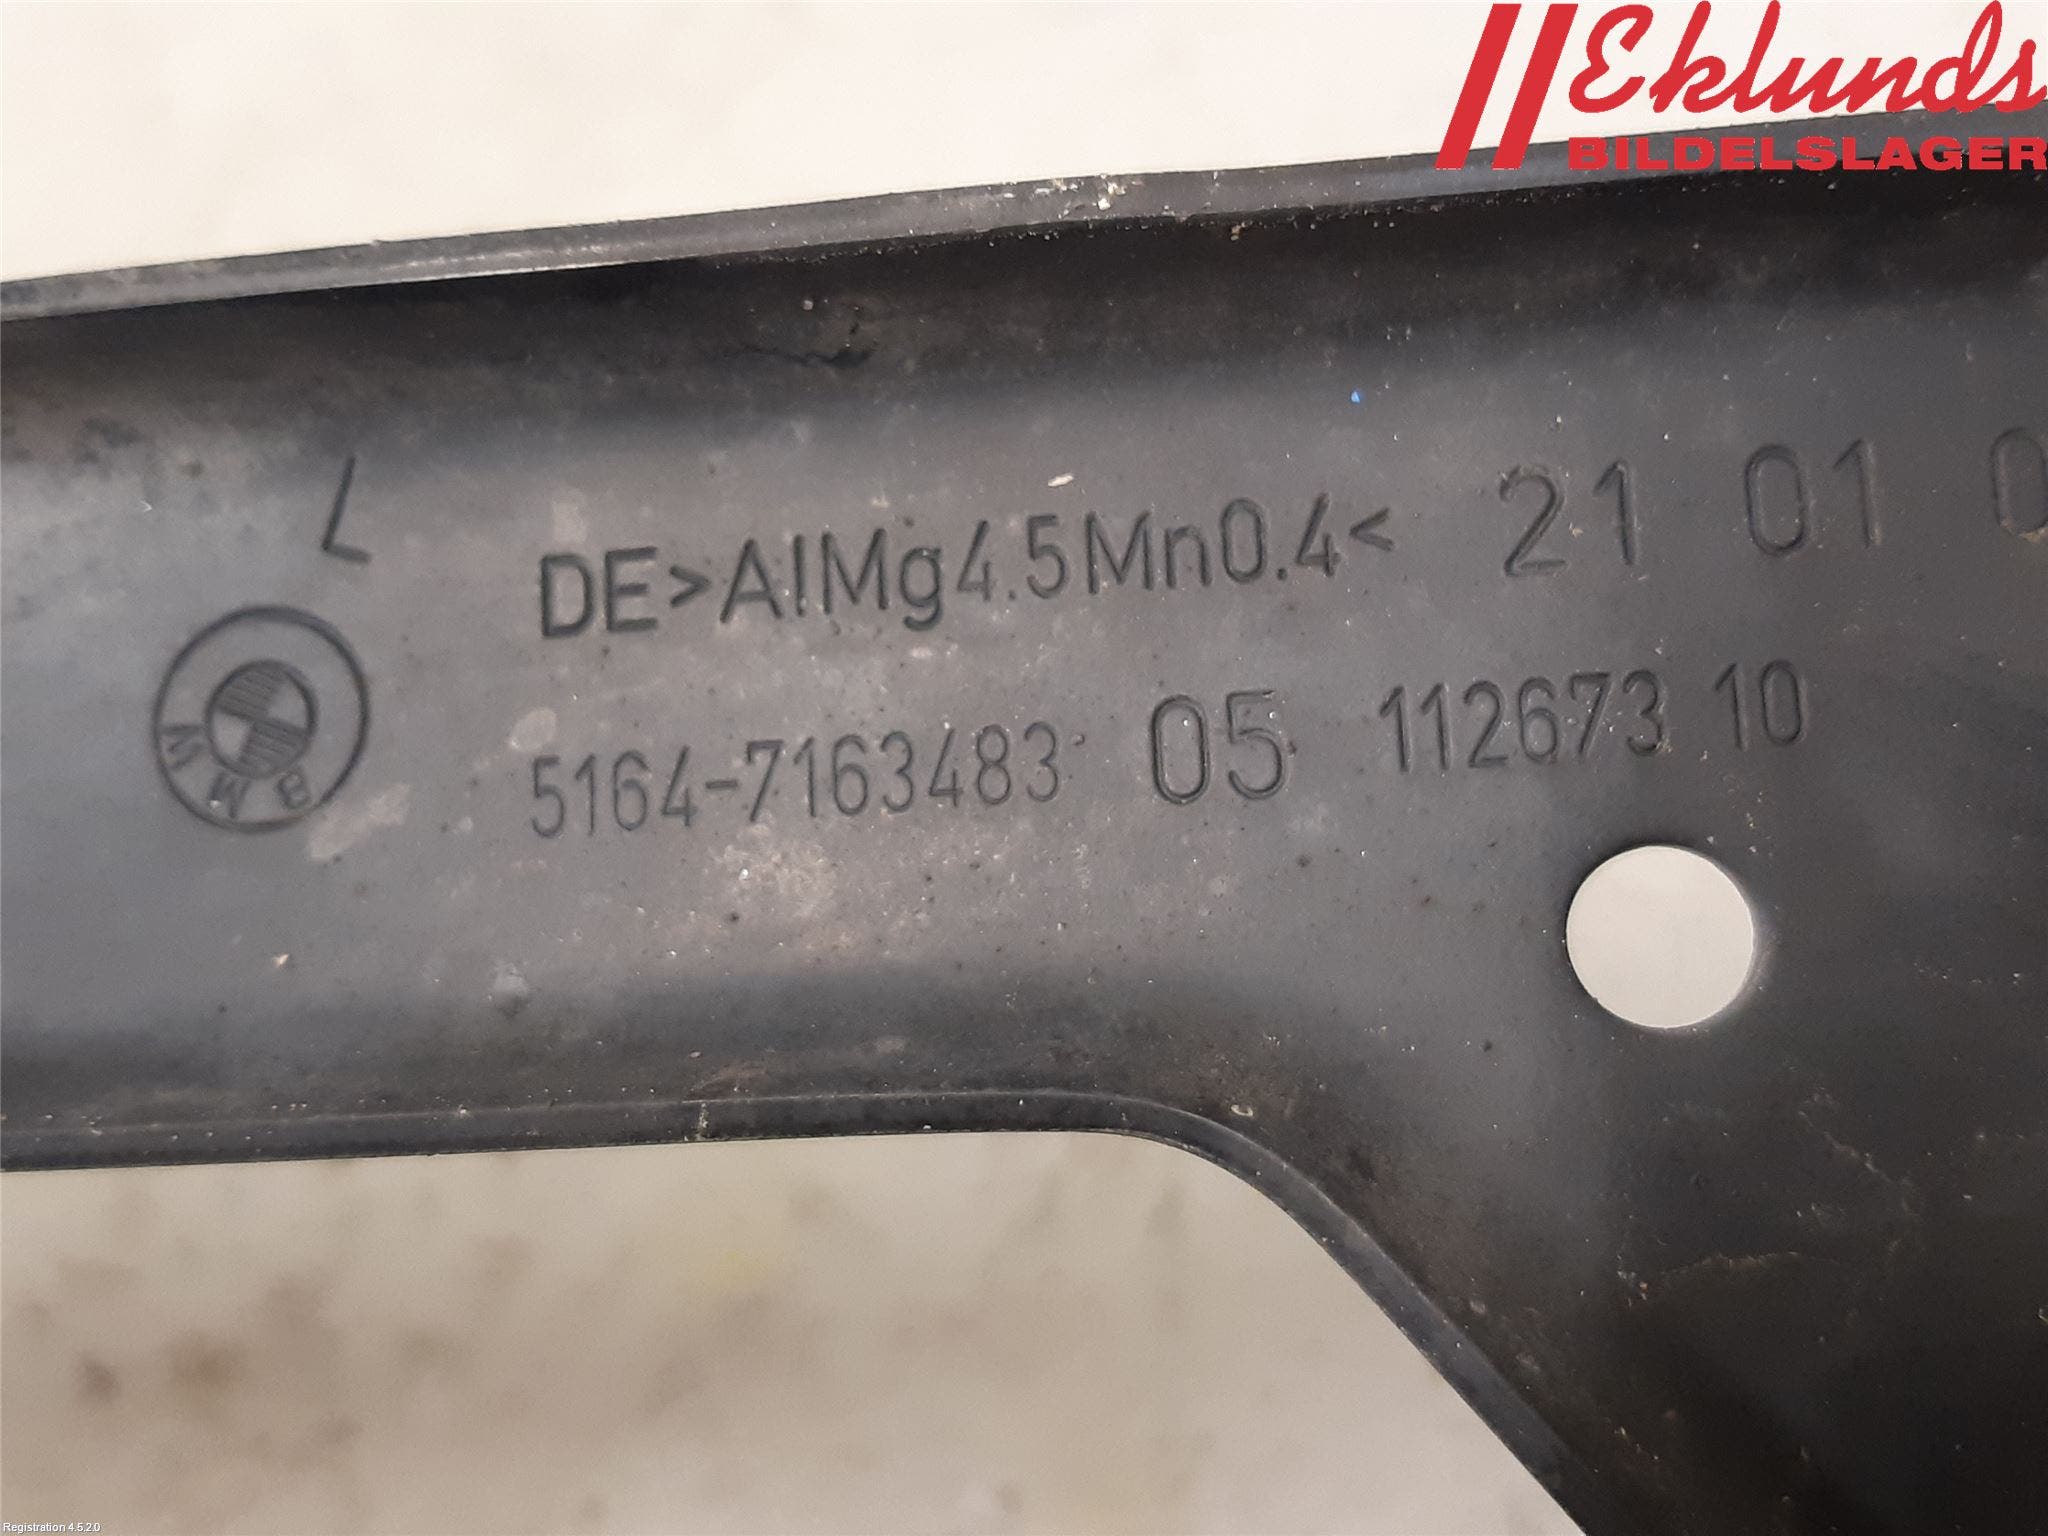 Eklunds
BILDELSLAGER
L
DE>AlMg4.5Mn0.4< 21 01 0
BMW
5164-7163483 05 112673 10
Registration 4.5.2.0